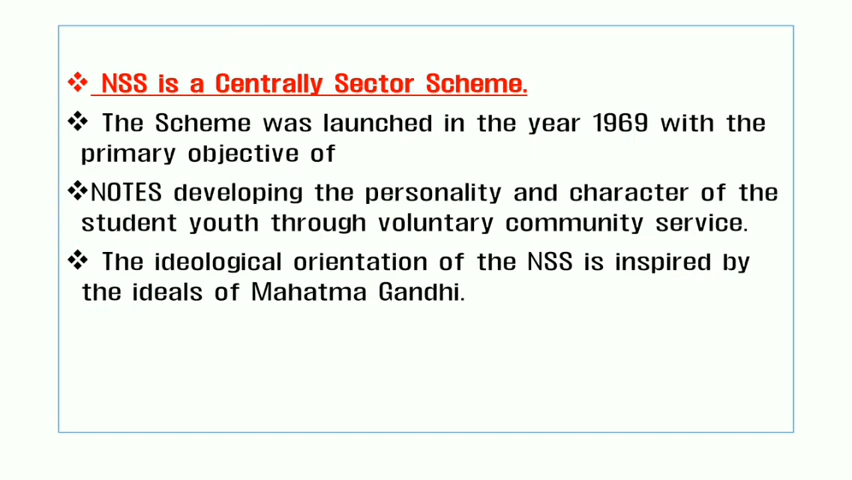 ❖ NSS is a Centrally Sector Scheme.
❖ The Scheme was launched in the year 1969 with the
primary objective of
❖NOTES developing the personality and character of the
student youth through voluntary community service.
❖ The ideological orientation of the NSS is inspired by
the ideals of Mahatma Gandhi.